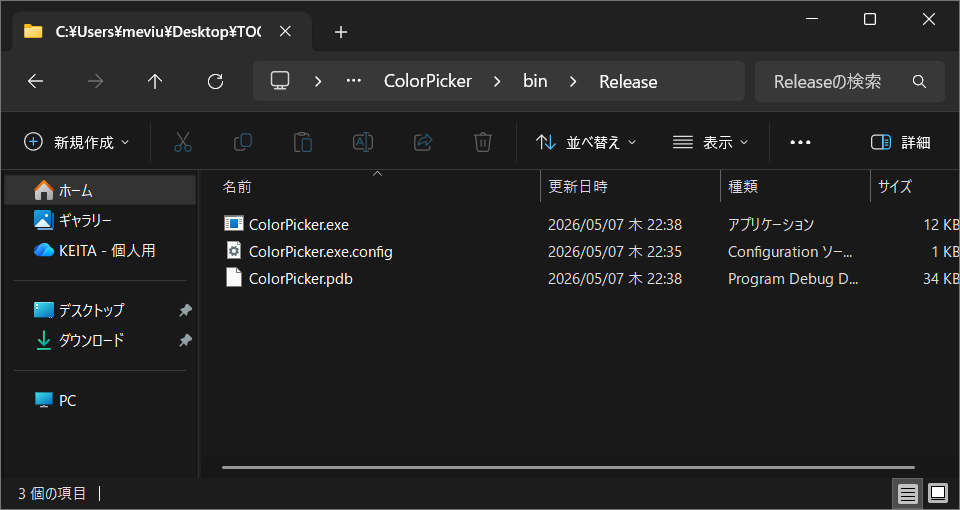 C:¥Users¥meviu¥Desktop¥TOO
… ColorPicker bin Release
Releaseの検索
新規作成
並べ替え
表示
詳細
名前 更新日時 種類 サイズ
ホーム
ギャラリー
KEITA - 個人用
デスクトップ
ダウンロード
PC
ColorPicker.exe 2026/05/07 木 22:38 アプリケーション 12 KB
ColorPicker.exe.config 2026/05/07 木 22:35 Configuration ソー... 1 KB
ColorPicker.pdb 2026/05/07 木 22:38 Program Debug D... 34 KB
3 個の項目